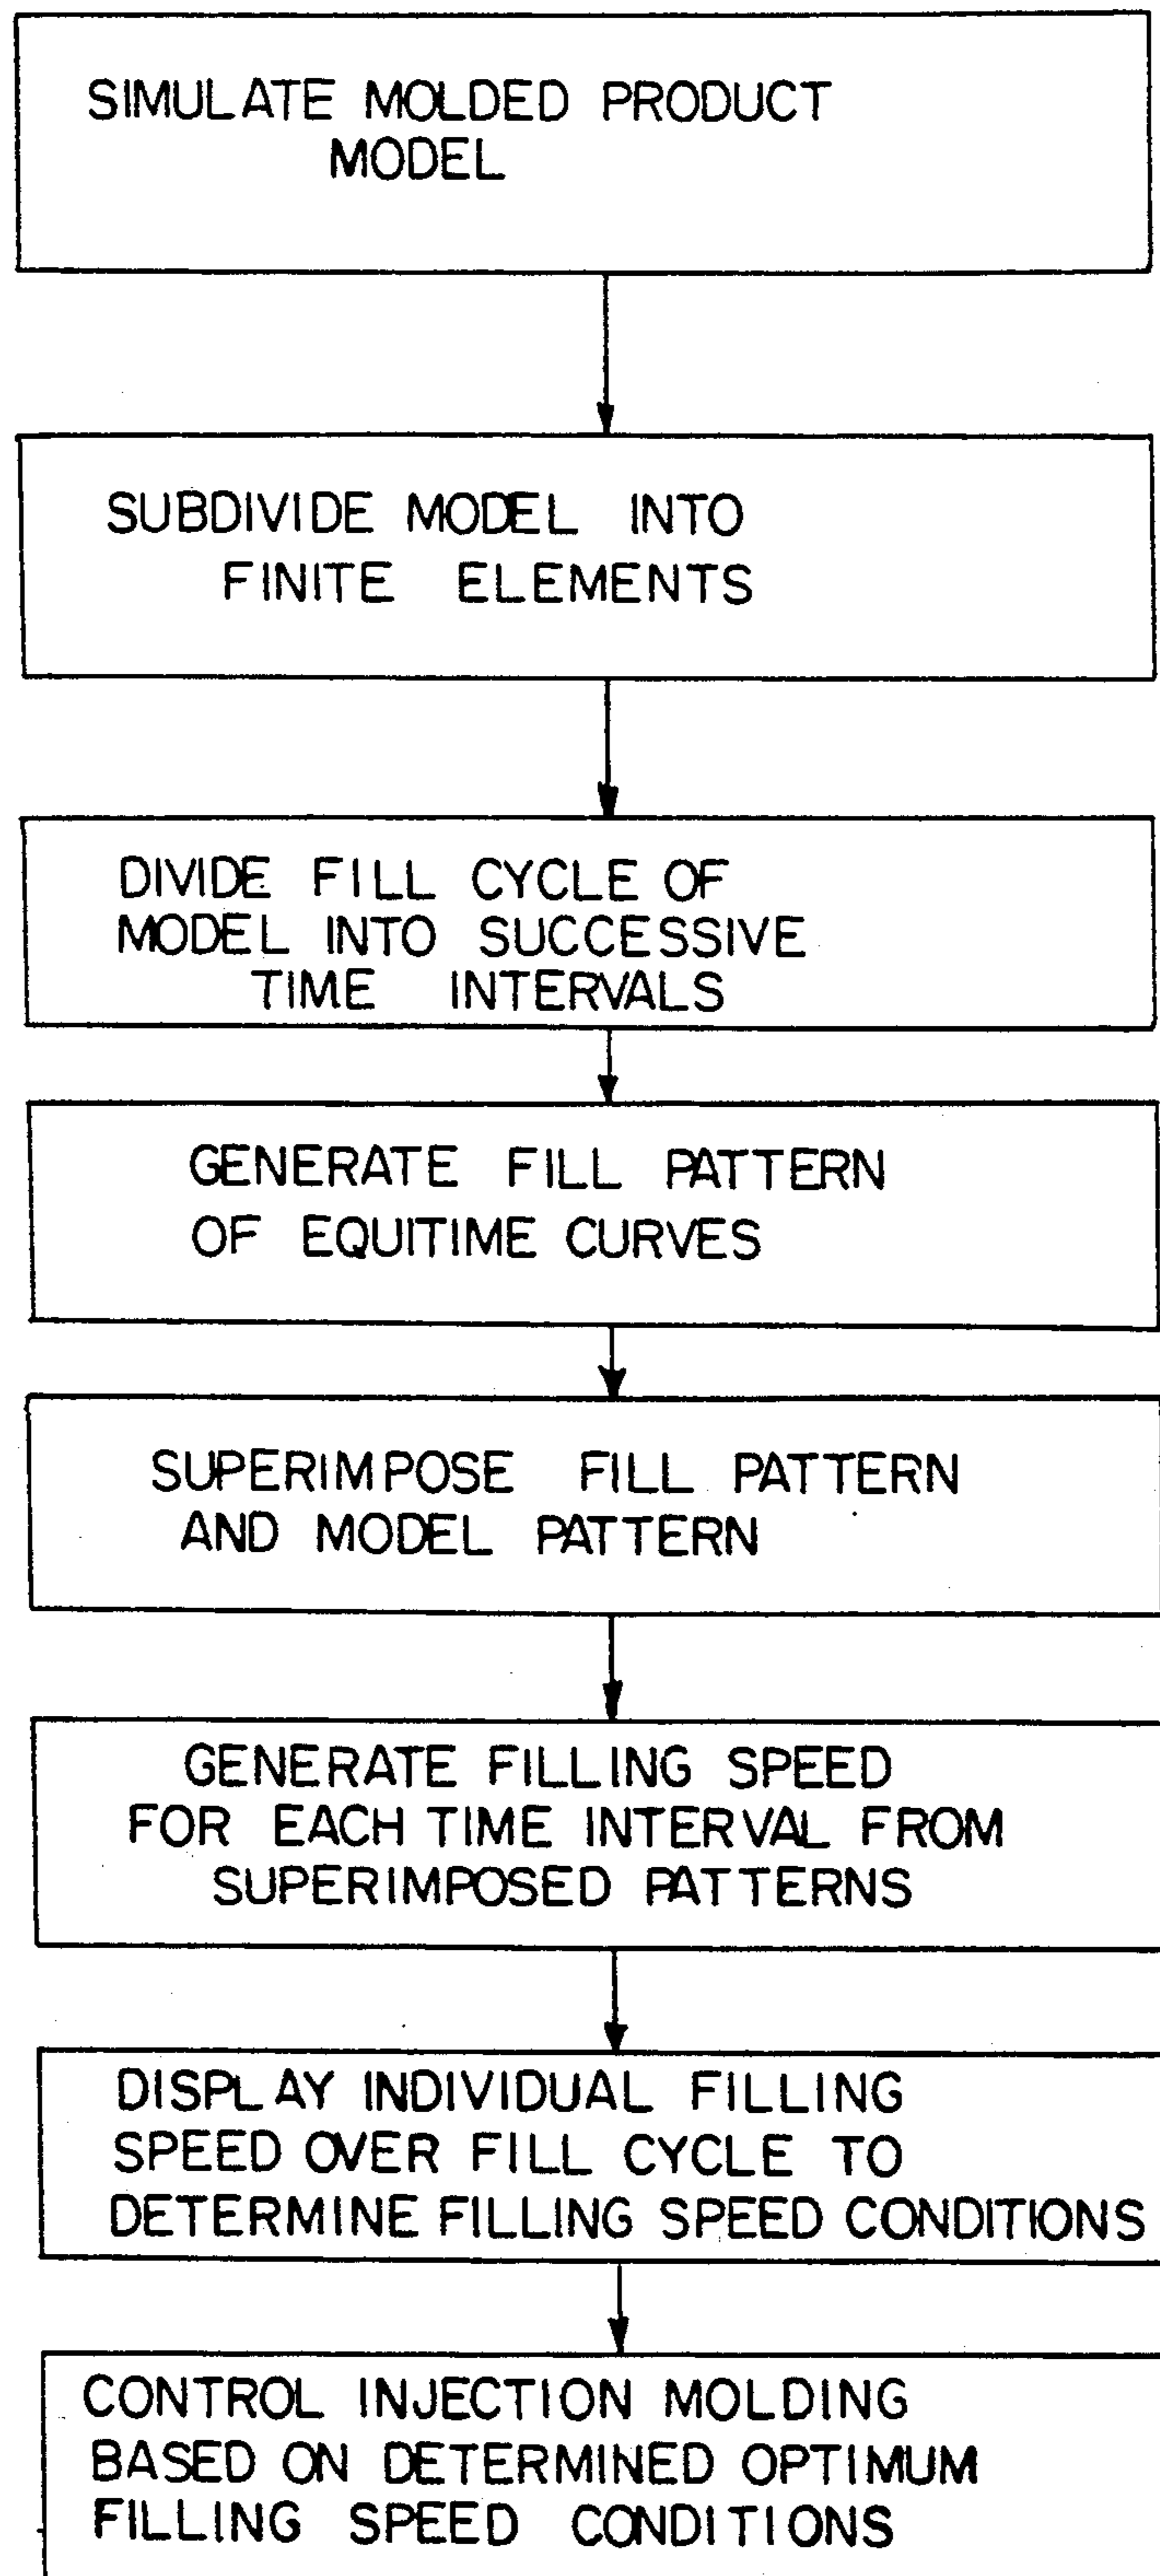 SIMULATE MOLDED PRODUCT
MODEL
SUBDIVIDE MODEL INTO
FINITE ELEMENTS
DIVIDE FILL CYCLE OF
MODEL INTO SUCCESSIVE
TIME INTERVALS
GENERATE FILL PATTERN
OF EQUITIME CURVES
SUPERIMPOSE FILL PATTERN
AND MODEL PATTERN
GENERATE FILLING SPEED
FOR EACH TIME INTERVAL FROM
SUPERIMPOSED PATTERNS
DISPLAY INDIVIDUAL FILLING
SPEED OVER FILL CYCLE TO
DETERMINE FILLING SPEED CONDITIONS
CONTROL INJECTION MOLDING
BASED ON DETERMINED OPTIMUM
FILLING SPEED CONDITIONS